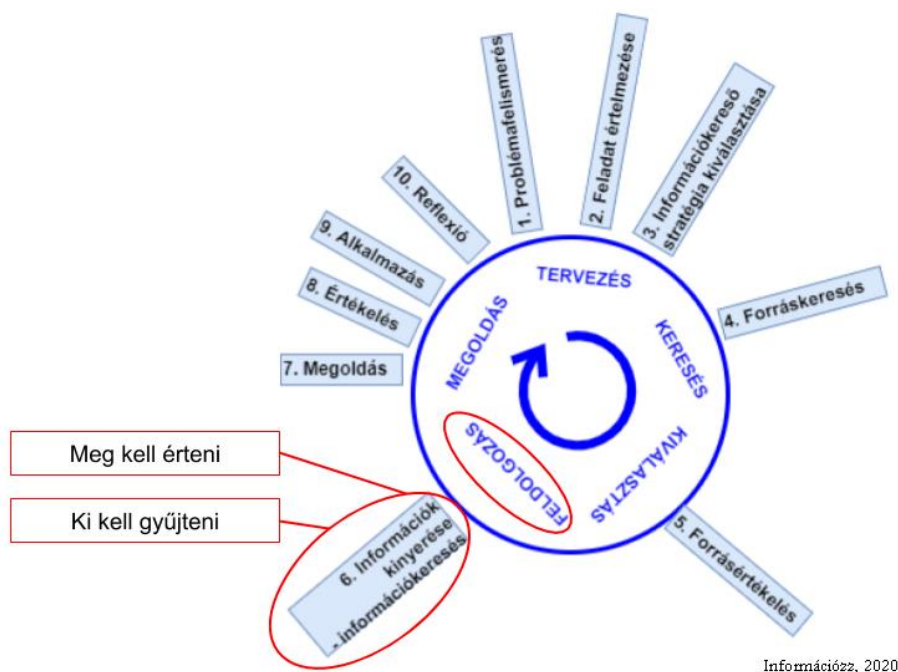 1. Problémafelismerés
2. Feladat értelmezése
3. Információkereső
stratégia kiválasztása
4. Forráskeresés
5. Forrásértékelés
6. Információk
kinyerése
- információkeresés
7. Megoldás
8. Értékelés
9. Alkalmazás
10. Reflexió
TERVEZÉS
KERESÉS
KIVÁLASZTÁS
FELDOLGOZÁS
MEGOLDÁS
Meg kell érteni
Ki kell gyűjteni
Információzz, 2020